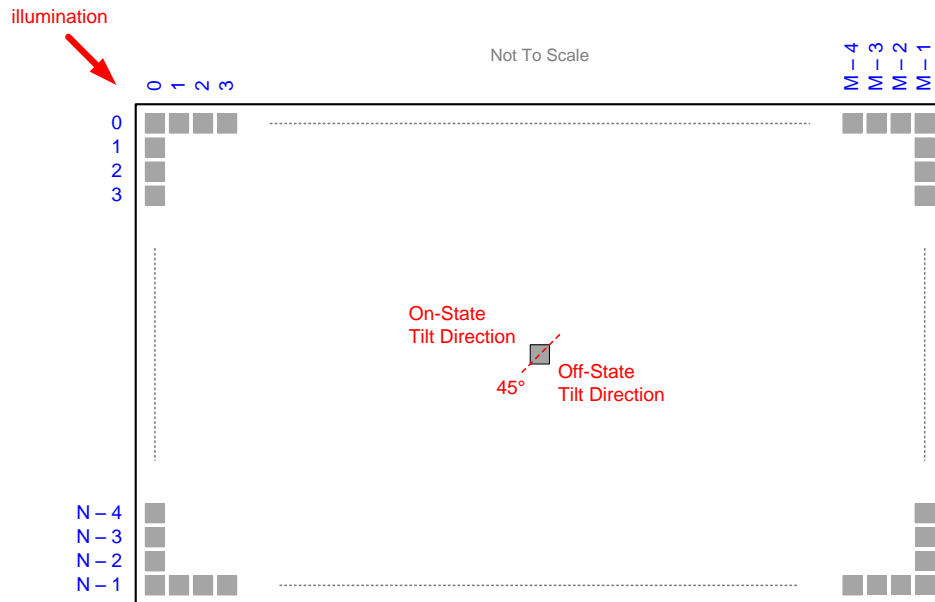 illumination
Not To Scale
0
1
2
3
M – 4
M – 3
M – 2
M – 1
0
1
2
3
On-State
Tilt Direction
45°
Off-State
Tilt Direction
N – 4
N – 3
N – 2
N – 1